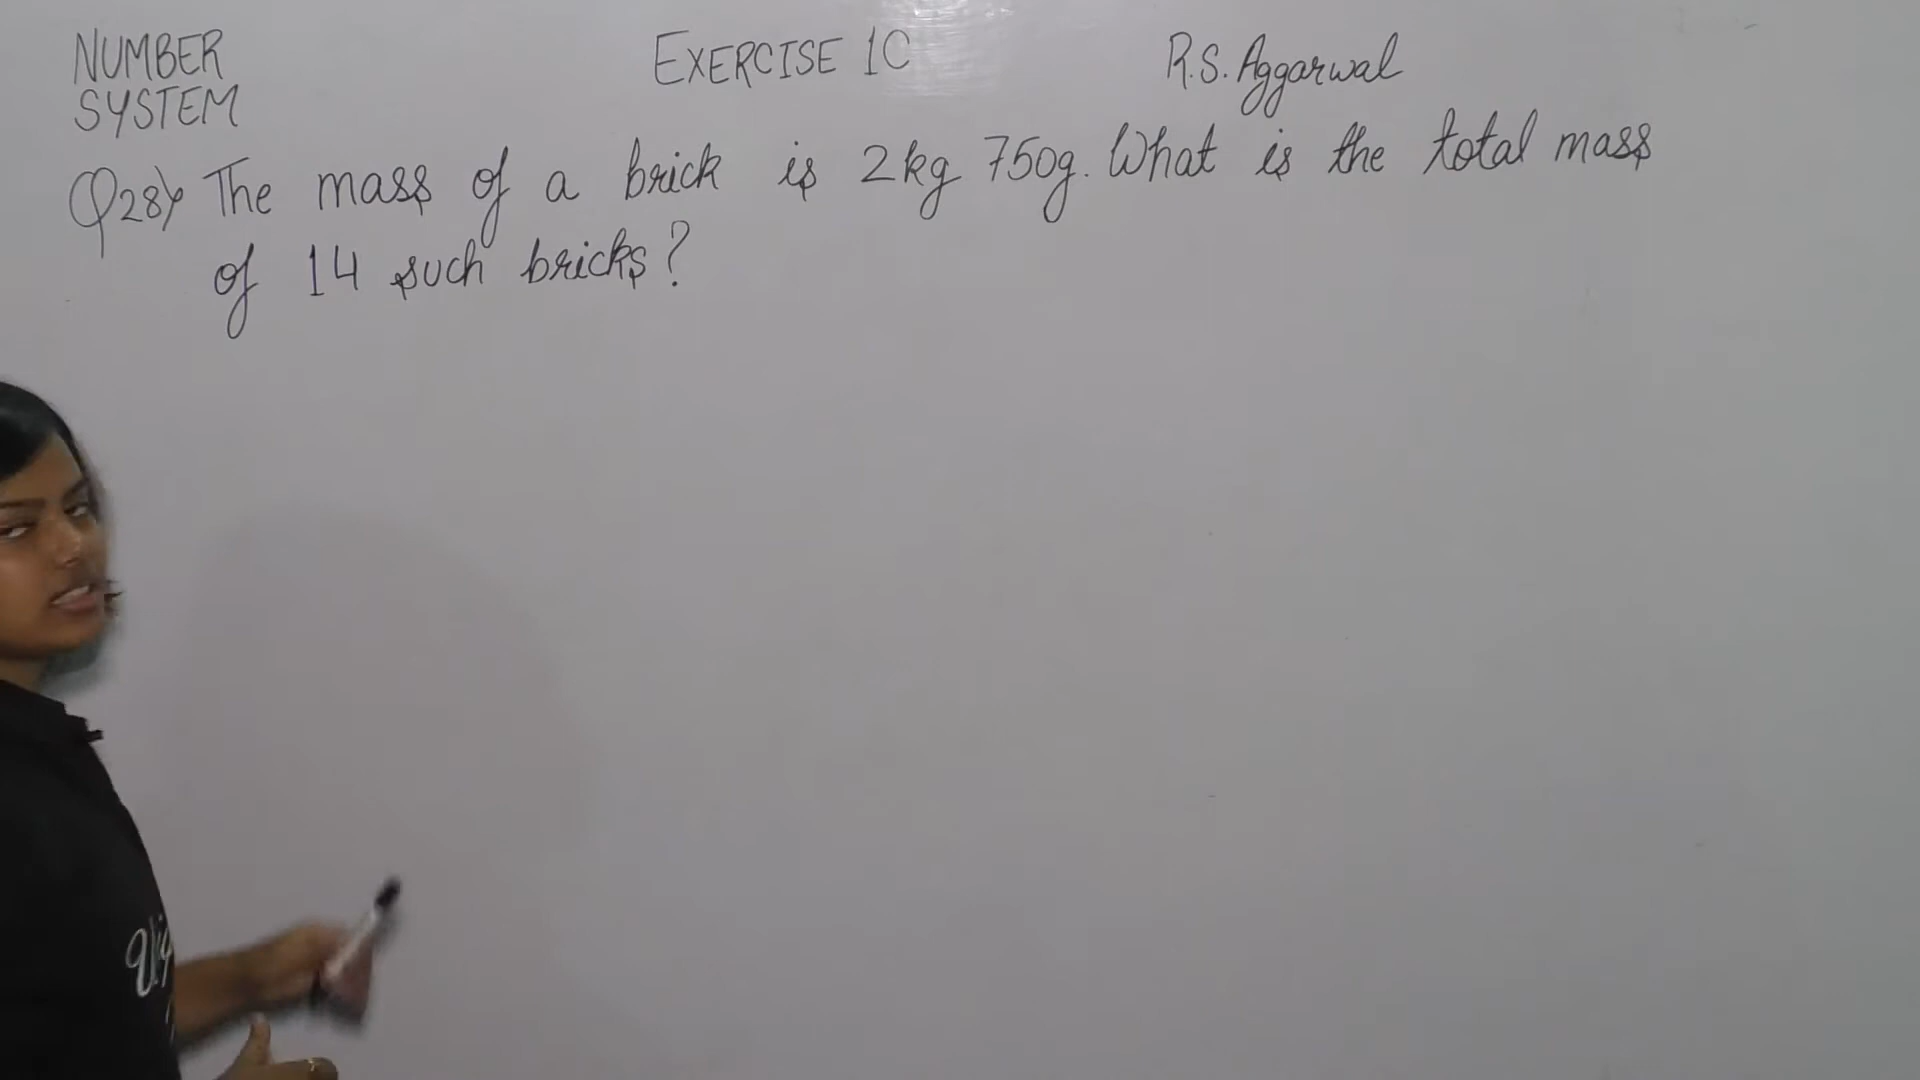 NUMBER SYSTEM
EXERCISE 1C
R.S. Aggarwal
Q28) The mass of a brick is 2kg 750g. What is the total mass
of 14 such bricks?